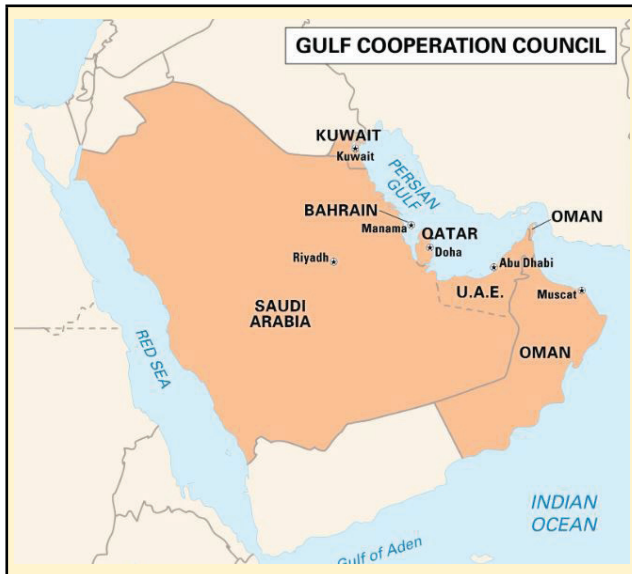 GULF COOPERATION COUNCIL
KUWAIT
Kuwait
PERSIAN
GULF
BAHRAIN
Manama
QATAR
Doha
OMAN
Abu Dhabi
Riyadh
U.A.E.
Muscat
SAUDI
ARABIA
OMAN
RED SEA
INDIAN
OCEAN
Gulf of Aden